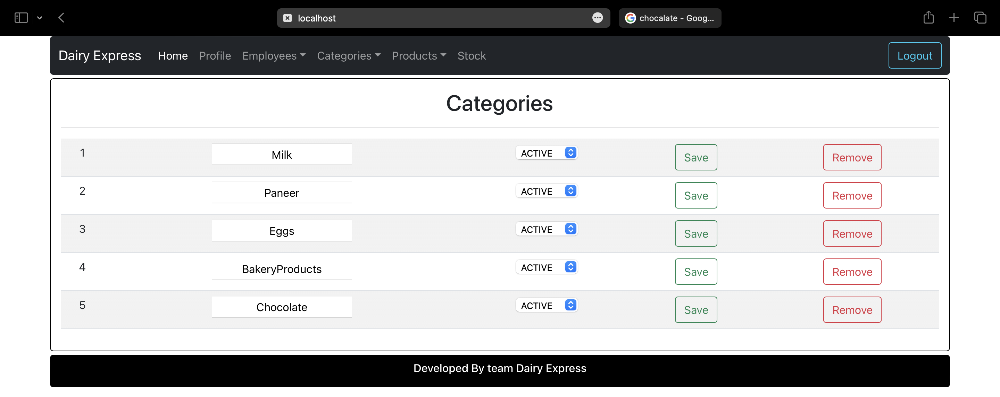 localhost
chocalate - Goog...
Dairy Express Home Profile Employees Categories Products Stock Logout
Categories
1 Milk ACTIVE Save Remove
2 Paneer ACTIVE Save Remove
3 Eggs ACTIVE Save Remove
4 BakeryProducts ACTIVE Save Remove
5 Chocolate ACTIVE Save Remove
Developed By team Dairy Express